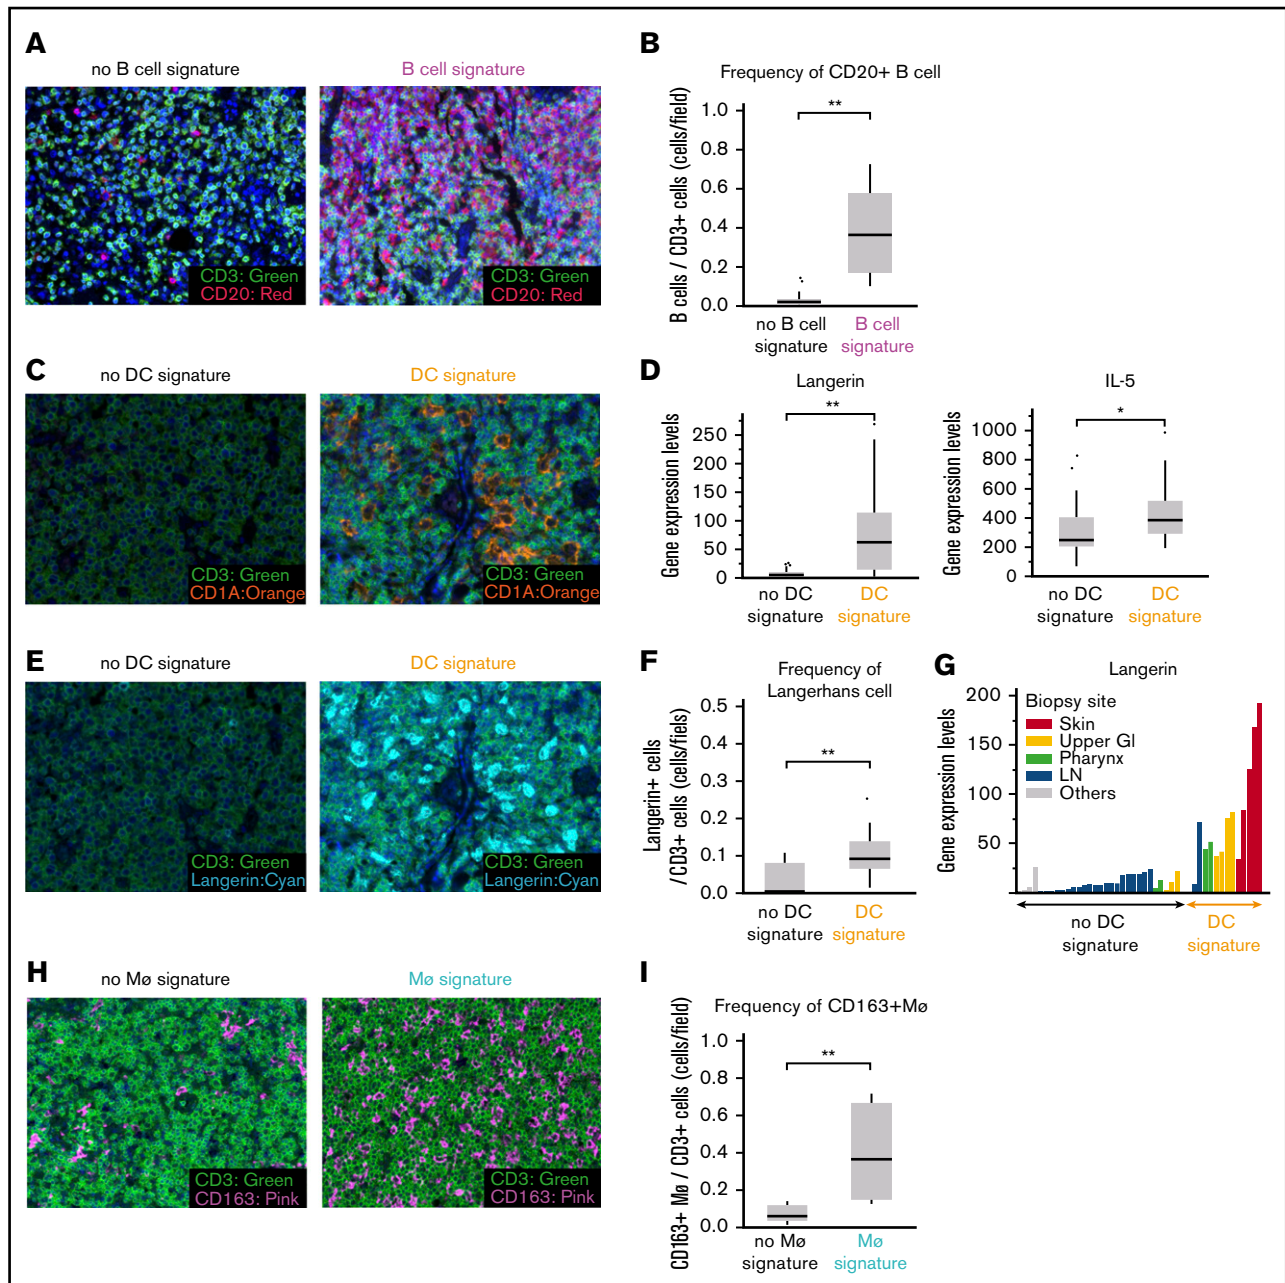 A
no B cell signature
B cell signature
CD3: Green
CD20: Red
CD3: Green
CD20: Red
B
Frequency of CD20+ B cell
B cells / CD3+ cells (cells/field)
1.0
0.8
0.6
0.4
0.2
0.0
**
no B cell
signature
B cell
signature
C
no DC signature
DC signature
CD3: Green
CD1A:Orange
CD3: Green
CD1A:Orange
D
Langerin
Gene expression levels
250
200
150
100
50
0
**
no DC
signature
DC
signature
IL-5
Gene expression levels
1000
800
600
400
200
0
*
no DC
signature
DC
signature
E
no DC signature
DC signature
CD3: Green
Langerin:Cyan
CD3: Green
Langerin:Cyan
F
Frequency of
Langerhans cell
Langerin+ cells
/CD3+ cells (cells/fiels)
0.5
0.4
0.3
0.2
0.1
0.0
**
no DC
signature
DC
signature
G
Langerin
Gene expression levels
200
150
100
50
Biopsy site
Skin
Upper GI
Pharynx
LN
Others
no DC
signature
DC
signature
H
no Mø signature
Mø signature
CD3: Green
CD163: Pink
CD3: Green
CD163: Pink
I
Frequency of CD163+Mø
CD163+ Mø / CD3+ cells (cells/field)
1.0
0.8
0.6
0.4
0.2
0.0
**
no Mø
signature
Mø
signature